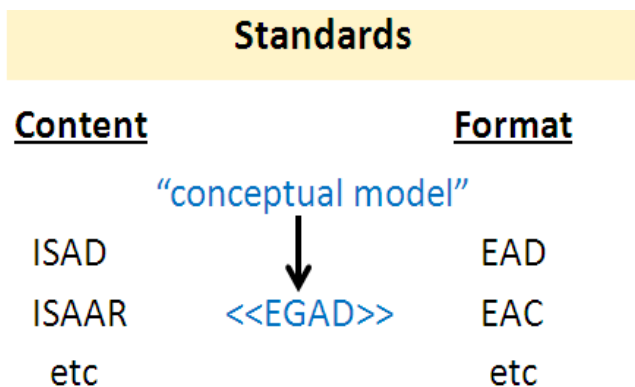 Standards
Content Format
“conceptual model”
ISAD EAD
ISAAR <<EGAD>> EAC
etc etc